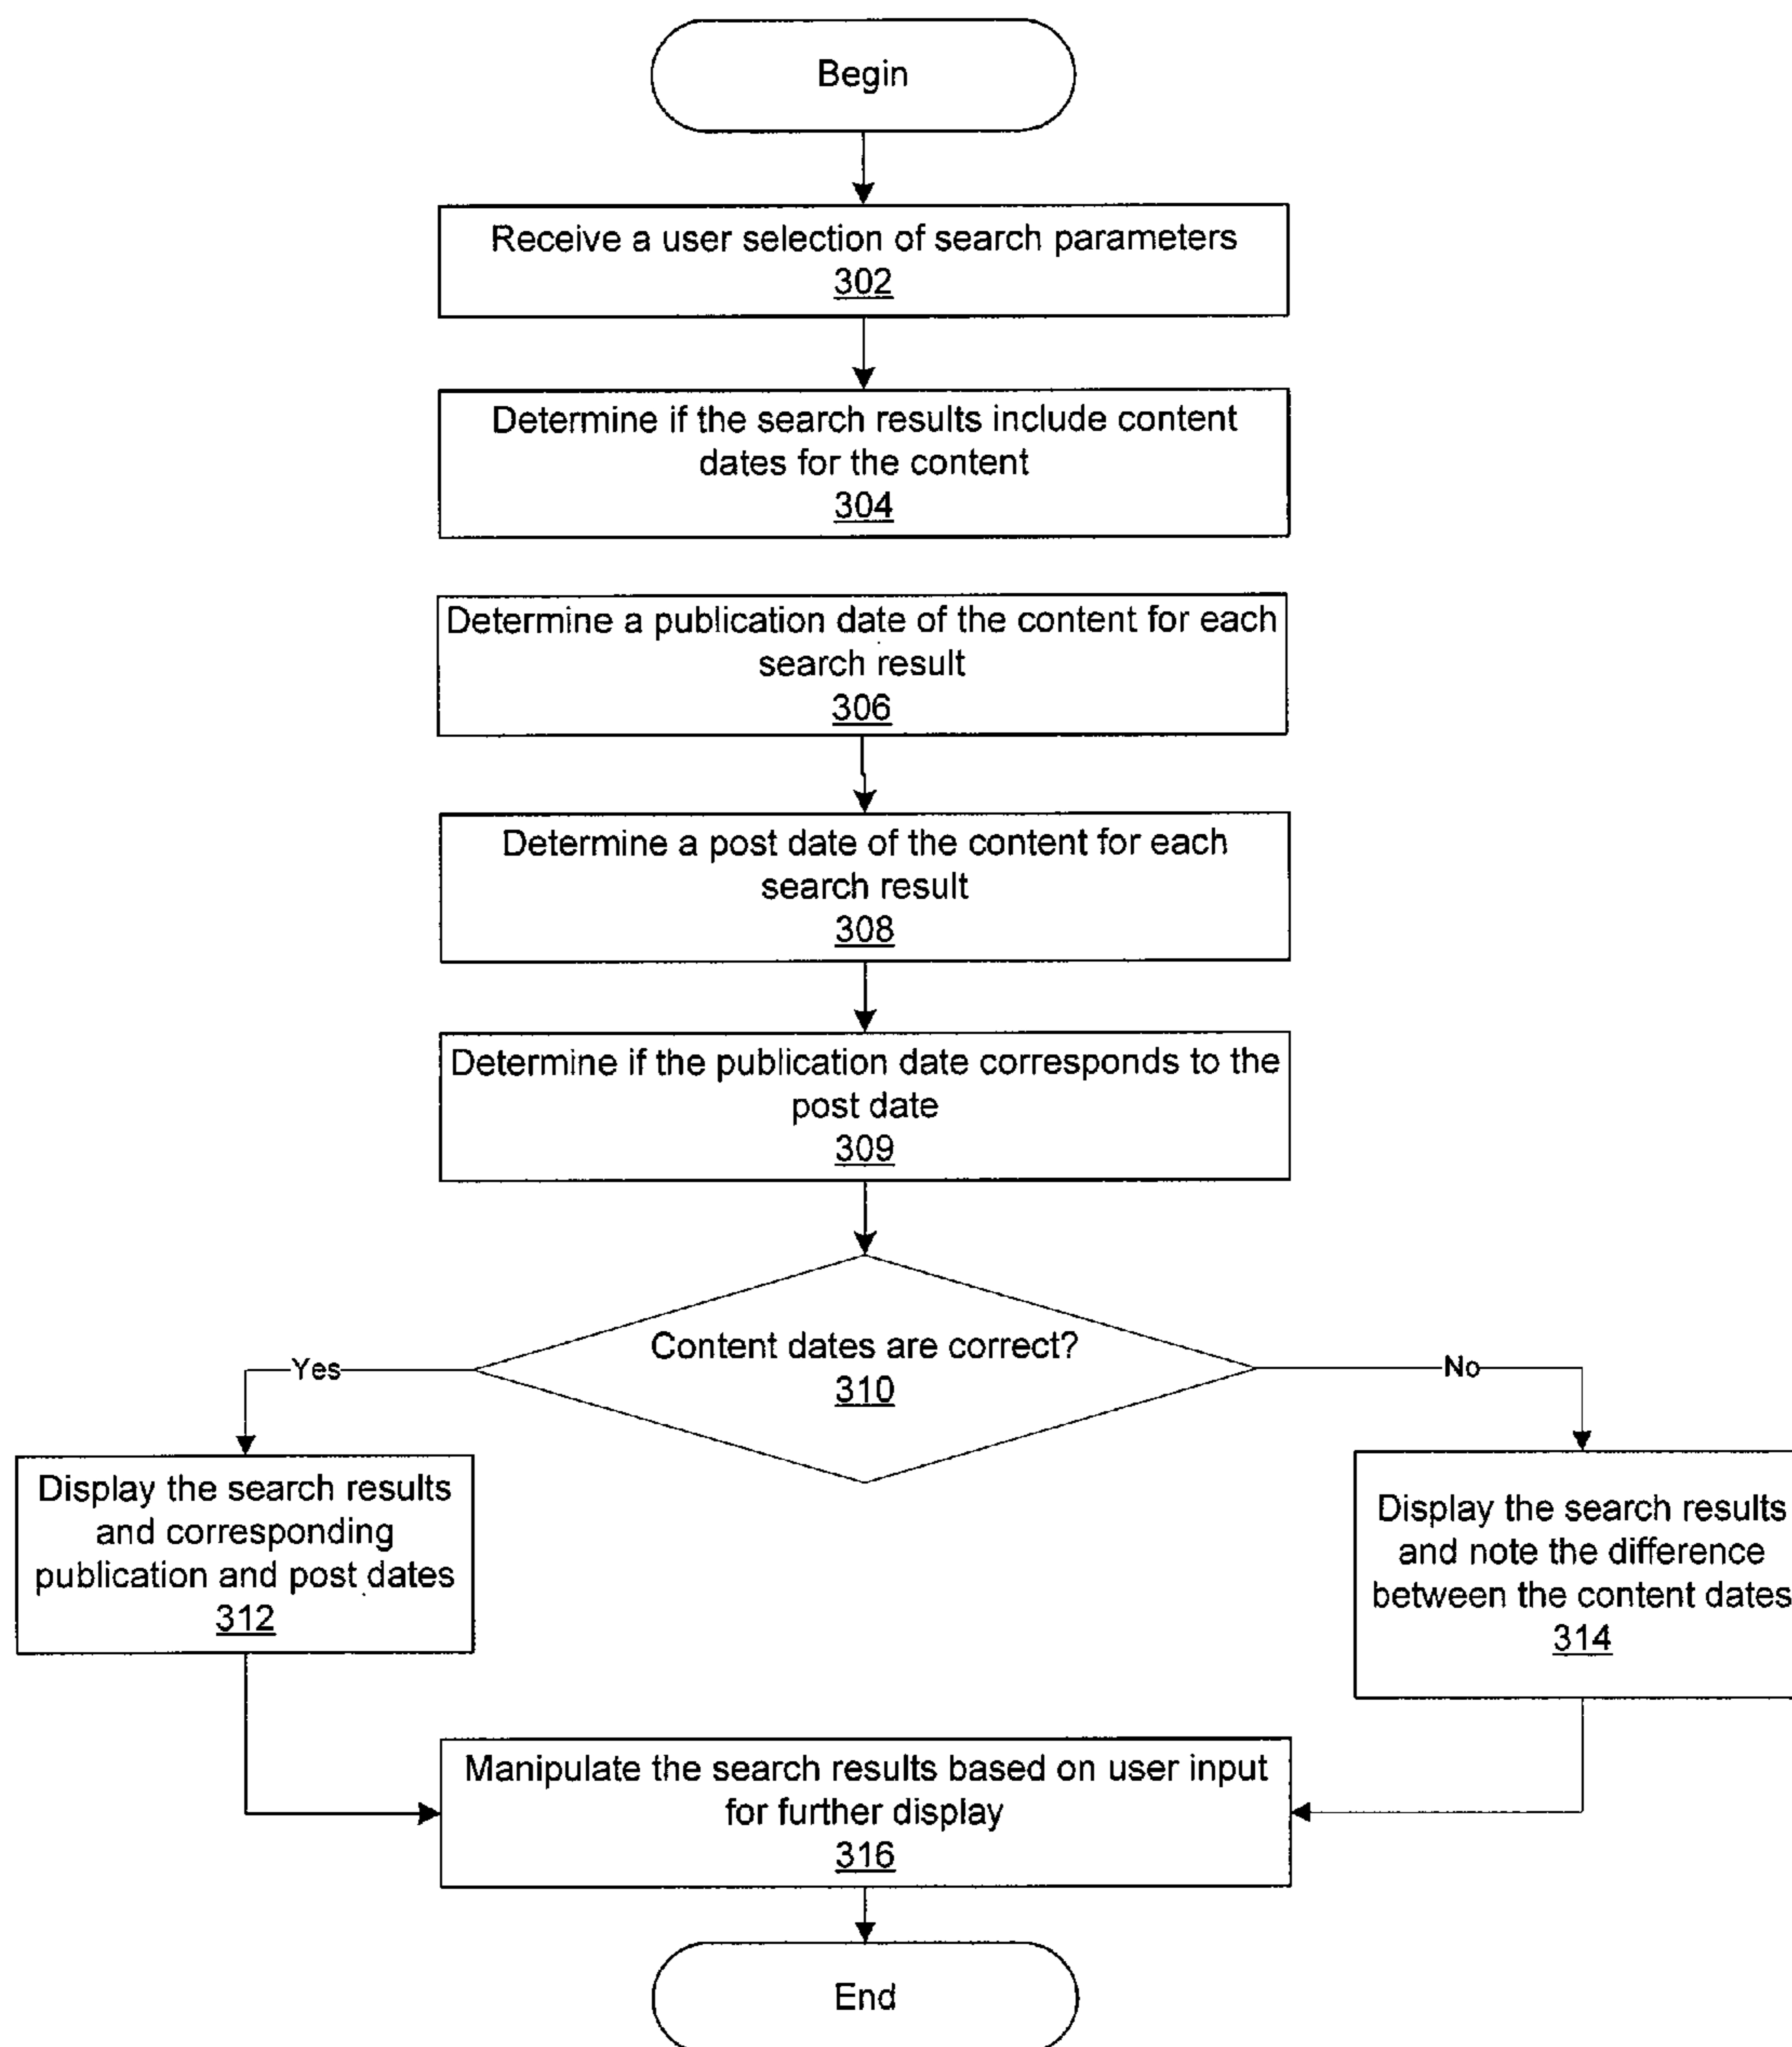 Begin
Receive a user selection of search parameters
302
Determine if the search results include content
dates for the content
304
Determine a publication date of the content for each
search result
306
Determine a post date of the content for each
search result
308
Determine if the publication date corresponds to the
post date
309
Content dates are correct?
310
Yes
No
Display the search results
and corresponding
publication and post dates
312
Display the search results
and note the difference
between the content dates
314
Manipulate the search results based on user input
for further display
316
End